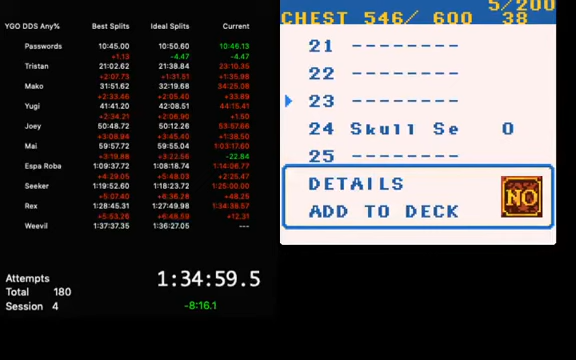 YGO DDS Any% Best Splits Ideal Splits Current
Passwords 10:45.00 10:50.60 10:46.13
+1.13 -4.47 -4.47
Tristan 21:02.62 21:38.84 23:10.35
+2:07.73 +1:31.51 +1:35.98
Mako 31:51.62 32:19.68 34:25.08
+2:33.46 +2:05.40 +39.89
Yugi 41:41.20 42:08.51 44:15.41
+2:34.21 +2:06.90 +1.50
Joey 50:48.72 50:12.26 53:57.66
+3:08.94 +3:45.40 +1:38.50
Mai 59:57.72 59:55.04 1:03:17.60
+3:19.88 +3:22.56 -22.84
Espa Roba 1:09:37.72 1:08:18.74 1:14:06.77
+4:29.05 +5:48.03 +2:25.47
Seeker 1:19:52.60 1:18:23.72 1:25:00.00
+5:07.40 +6:36.28 +48.25
Rex 1:28:45.31 1:27:49.98 1:34:38.57
+5:53.26 +6:49.59 +12.31
Weevil 1:37:37.35 1:36:27.05 ---
Attempts
Total 180
Session 4
1:34:59.5
-8:16.1
5/200
CHEST 546/ 600 38
21 --------
22 --------
23 --------
24 Skull Se 0
25 --------
DETAILS
ADD TO DECK
NO